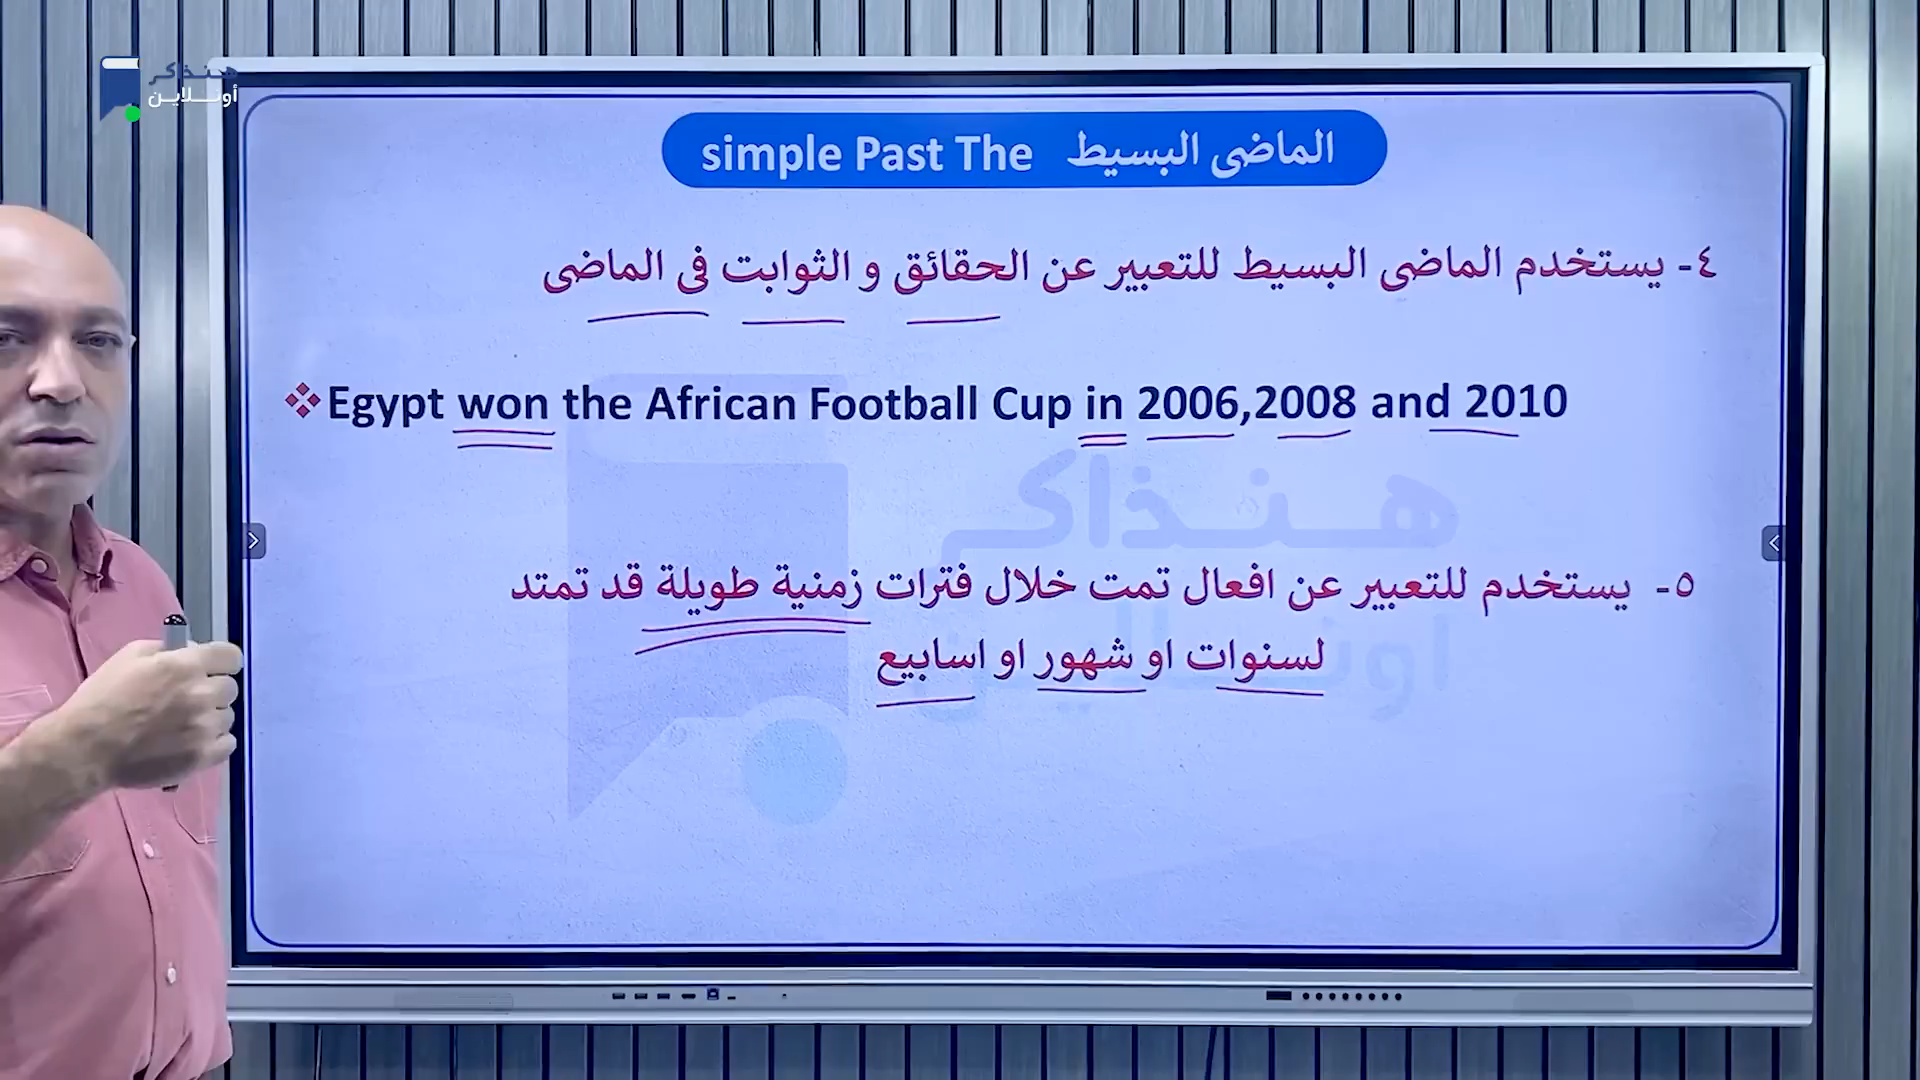 هنذاكر
أونلاين
الماضى البسيط simple Past The
٤- يستخدم الماضى البسيط للتعبير عن الحقائق و الثوابت فى الماضى
Egypt won the African Football Cup in 2006,2008 and 2010
هنذاكر
اونلاين
٥- يستخدم للتعبير عن افعال تمت خلال فترات زمنية طويلة قد تمتد
لسنوات او شهور او اسابيع